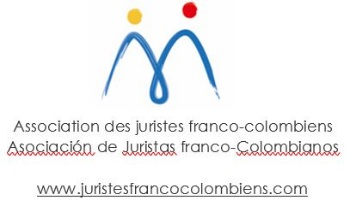 Association des juristes franco-colombiens
Asociación de Juristas franco-Colombianos
www.juristesfrancocolombiens.com